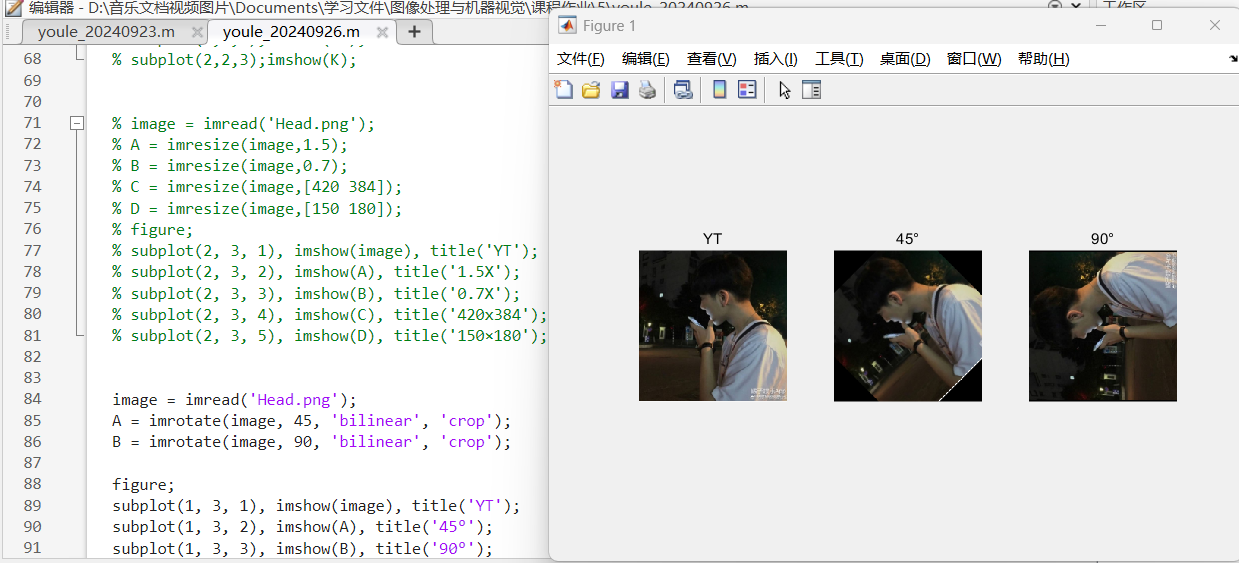 编辑器 - D:\音乐文档视频图片\Documents\学习文件\图像处理与机器视觉\课程作业\5\youle_20240926.m
工作区
youle_20240923.m
youle_20240926.m
68 % subplot(2,2,3);imshow(K);
69
70
71 % image = imread('Head.png');
72 % A = imresize(image,1.5);
73 % B = imresize(image,0.7);
74 % C = imresize(image,[420 384]);
75 % D = imresize(image,[150 180]);
76 % figure;
77 % subplot(2, 3, 1), imshow(image), title('YT');
78 % subplot(2, 3, 2), imshow(A), title('1.5X');
79 % subplot(2, 3, 3), imshow(B), title('0.7X');
80 % subplot(2, 3, 4), imshow(C), title('420x384');
81 % subplot(2, 3, 5), imshow(D), title('150×180');
82
83
84 image = imread('Head.png');
85 A = imrotate(image, 45, 'bilinear', 'crop');
86 B = imrotate(image, 90, 'bilinear', 'crop');
87
88 figure;
89 subplot(1, 3, 1), imshow(image), title('YT');
90 subplot(1, 3, 2), imshow(A), title('45°');
91 subplot(1, 3, 3), imshow(B), title('90°');
Figure 1
文件(F) 编辑(E) 查看(V) 插入(I) 工具(T) 桌面(D) 窗口(W) 帮助(H)
YT
45°
90°